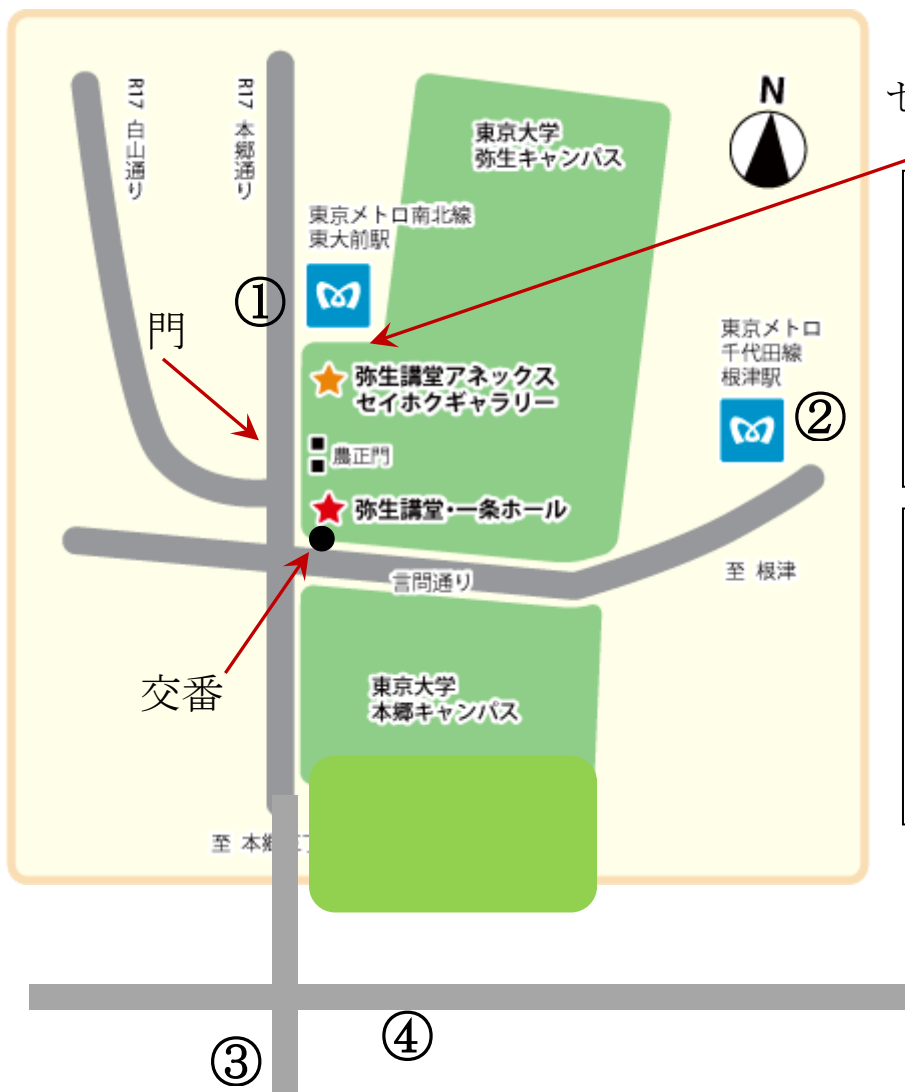 R17 白山通り
R17 本郷通り
東京大学
弥生キャンパス
N
セ
東京メトロ南北線
東大前駅
①
門
東京メトロ
千代田線
根津駅
②
弥生講堂アネックス
セイホクギャラリー
農正門
弥生講堂・一条ホール
言問通り
至 根津
交番
東京大学
本郷キャンパス
至 本郷三
③
④